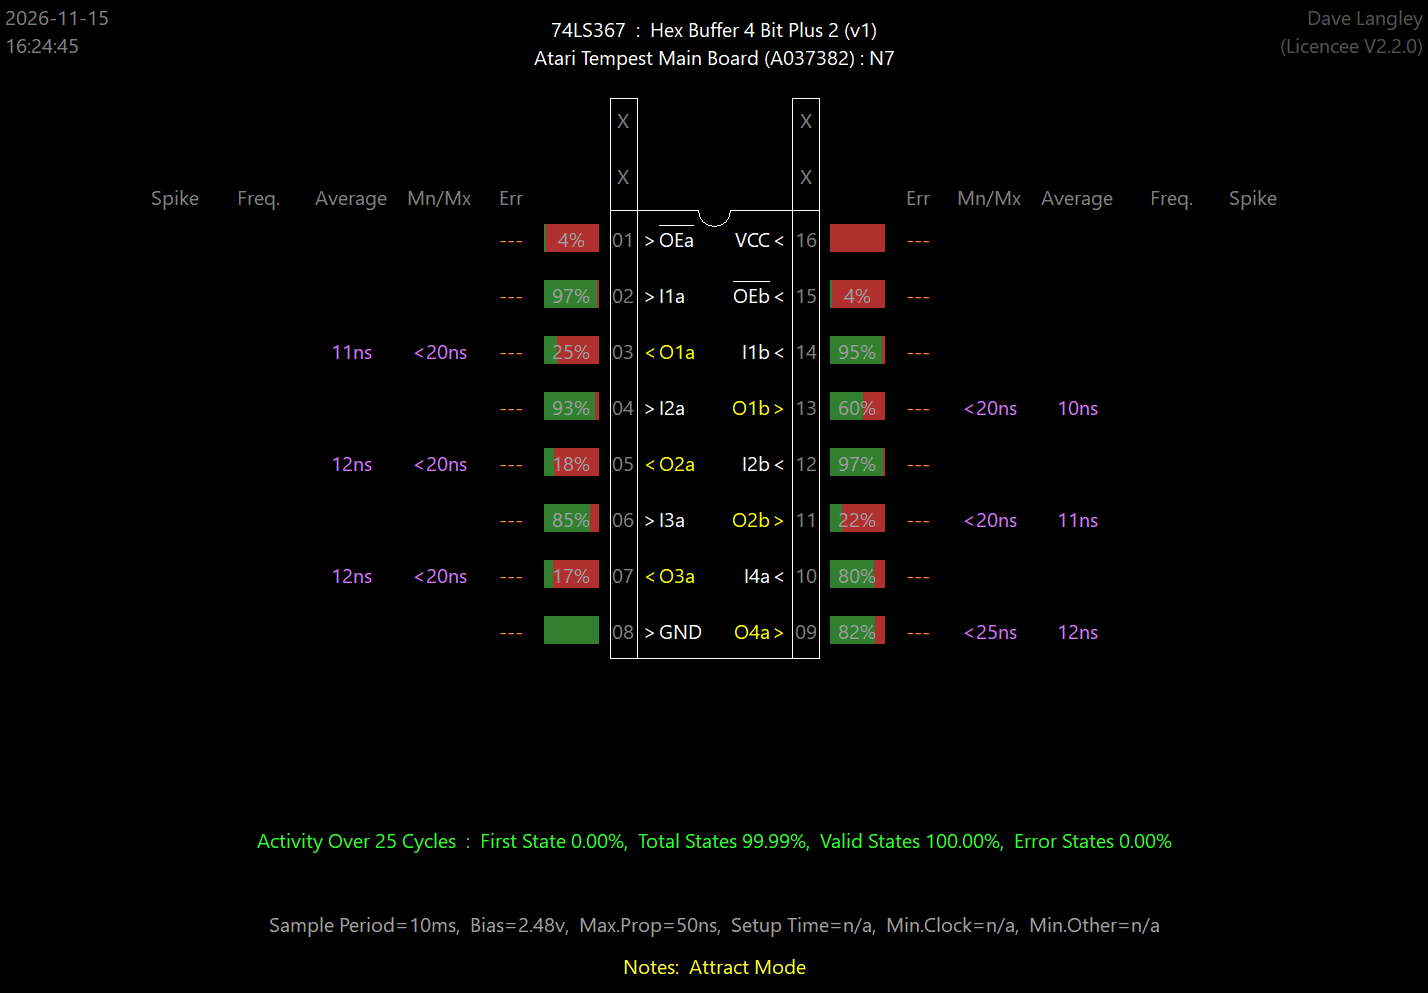 2026-11-15
16:24:45
74LS367 : Hex Buffer 4 Bit Plus 2 (v1)
Atari Tempest Main Board (A037382) : N7
Dave Langley
(Licencee V2.2.0)
X X
X X
Spike Freq. Average Mn/Mx Err Err Mn/Mx Average Freq. Spike
--- 4% 01 > OEa VCC < 16 ---
--- 97% 02 > I1a OEb < 15 4% ---
11ns <20ns --- 25% 03 < O1a I1b < 14 95% ---
--- 93% 04 > I2a O1b > 13 60% --- <20ns 10ns
12ns <20ns --- 18% 05 < O2a I2b < 12 97% ---
--- 85% 06 > I3a O2b > 11 22% --- <20ns 11ns
12ns <20ns --- 17% 07 < O3a I4a < 10 80% ---
--- 08 > GND O4a > 09 82% --- <25ns 12ns
Activity Over 25 Cycles : First State 0.00%, Total States 99.99%, Valid States 100.00%, Error States 0.00%
Sample Period=10ms, Bias=2.48v, Max.Prop=50ns, Setup Time=n/a, Min.Clock=n/a, Min.Other=n/a
Notes: Attract Mode